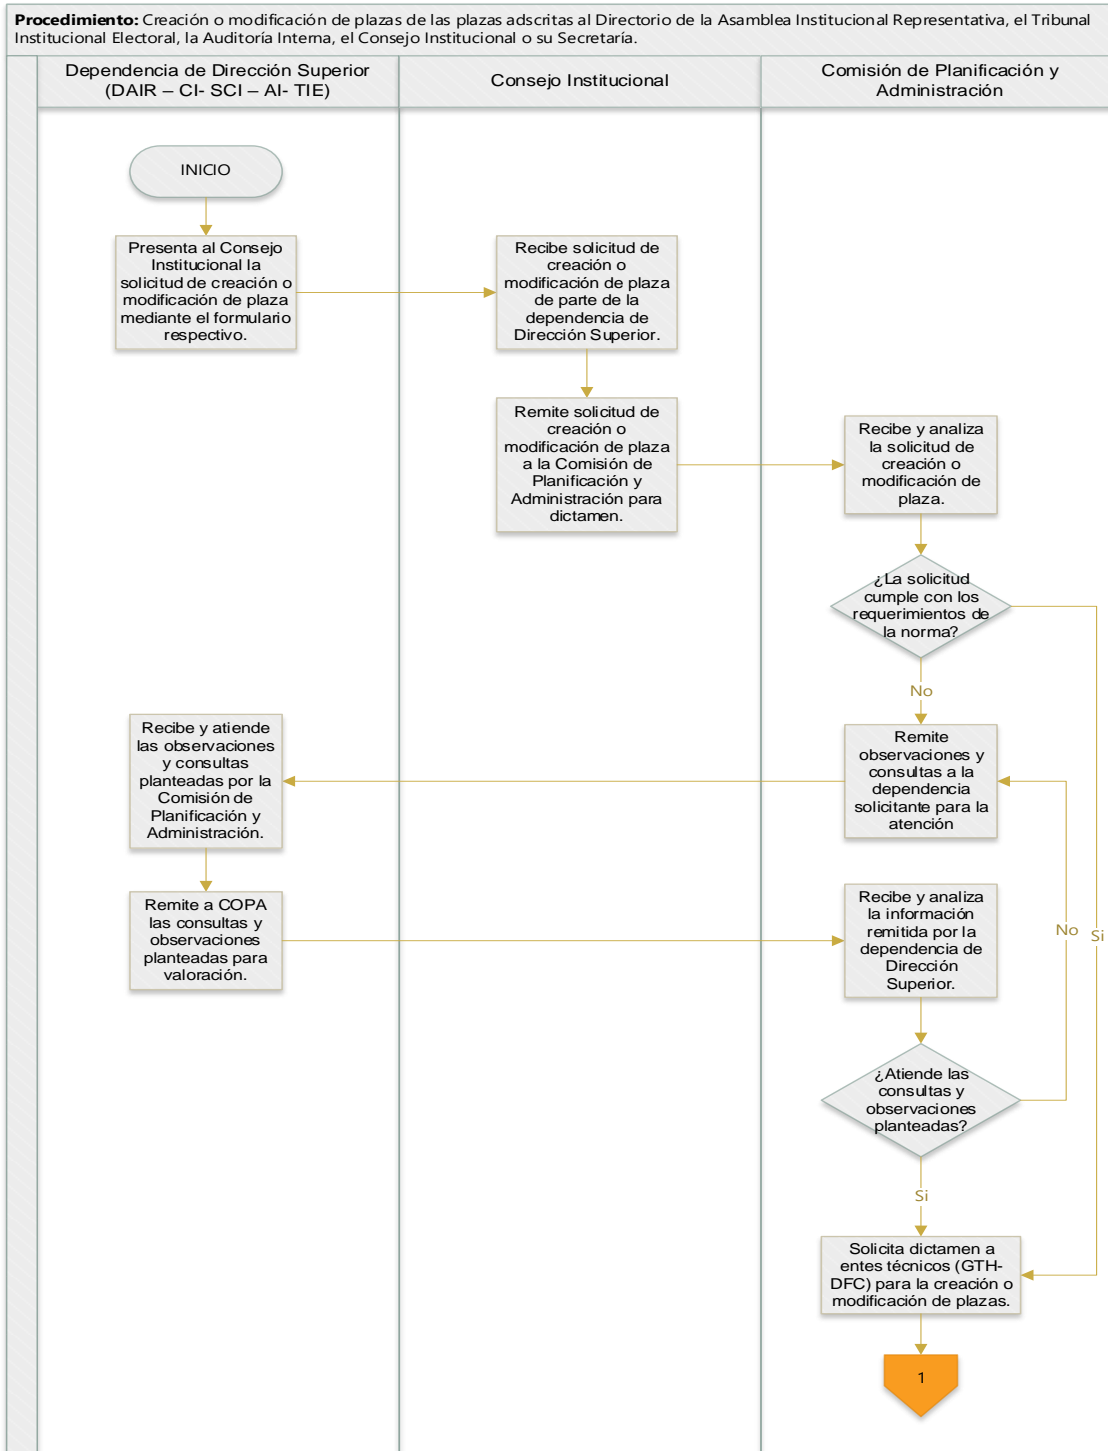 Procedimiento: Creación o modificación de plazas de las plazas adscritas al Directorio de la Asamblea Institucional Representativa, el Tribunal
Institucional Electoral, la Auditoría Interna, el Consejo Institucional o su Secretaría.
Dependencia de Dirección Superior
(DAIR – CI- SCI – AI- TIE)
Consejo Institucional
Comisión de Planificación y
Administración
INICIO
Presenta al Consejo
Institucional la
solicitud de creación o
modificación de plaza
mediante el formulario
respectivo.
Recibe solicitud de
creación o
modificación de plaza
de parte de la
dependencia de
Dirección Superior.
Remite solicitud de
creación o
modificación de plaza
a la Comisión de
Planificación y
Administración para
dictamen.
Recibe y analiza
la solicitud de
creación o
modificación de
plaza.
¿La solicitud
cumple con los
requerimientos de
la norma?
No
Remite
observaciones y
consultas a la
dependencia
solicitante para la
atención
Recibe y atiende
las observaciones
y consultas
planteadas por la
Comisión de
Planificación y
Administración.
Remite a COPA
las consultas y
observaciones
planteadas para
valoración.
Recibe y analiza
la información
remitida por la
dependencia de
Dirección
Superior.
No
Si
¿Atiende las
consultas y
observaciones
planteadas?
Si
Solicita dictamen a
entes técnicos (GTH-
DFC) para la creación o
modificación de plazas.
1